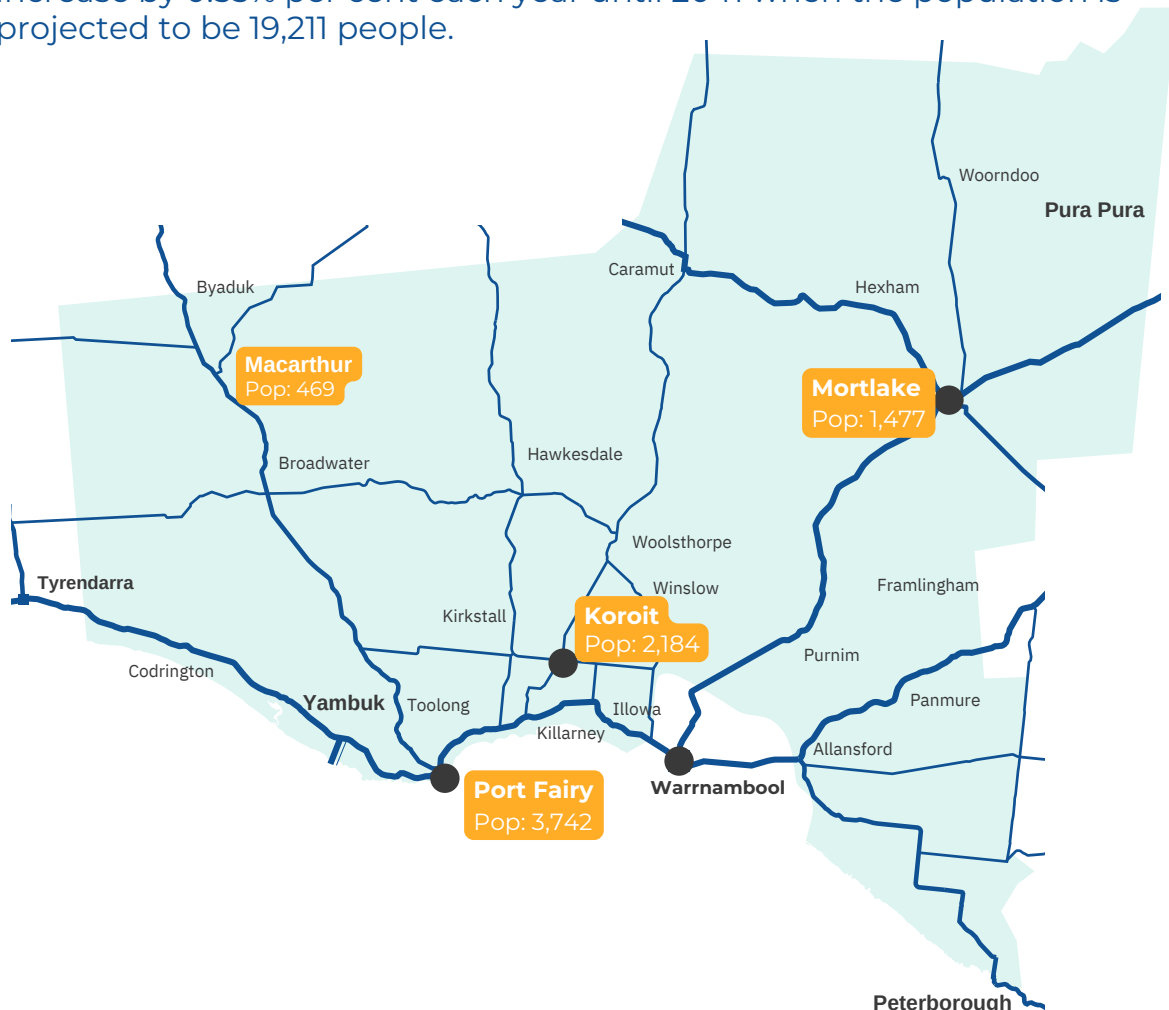 projected to be 19,211 people.
Woorndoo
Pura Pura
Caramut
Byaduk
Hexham
Macarthur
Pop: 469
Mortlake
Pop: 1,477
Hawkesdale
Broadwater
Woolsthorpe
Tyrendarra
Winslow
Framlingham
Kirkstall
Koroit
Pop: 2,184
Purnim
Codrington
Yambuk
Toolong
Illowa
Panmure
Killarney
Allansford
Warrnambool
Port Fairy
Pop: 3,742
Peterborough